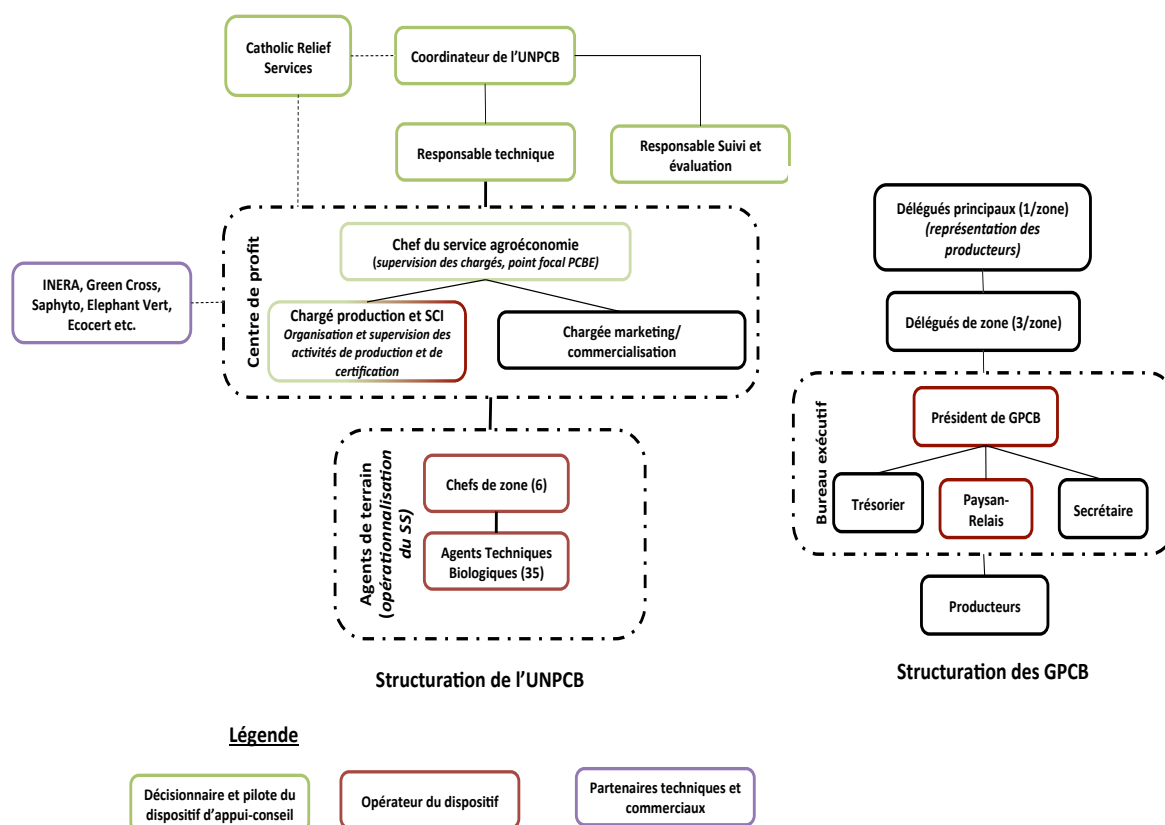 Catholic Relief
Services
Coordinateur de l'UNPCB
Responsable technique
Responsable Suivi et
évaluation
Centre de profit
Chef du service agroéconomie
(supervision des chargés, point focal PCBE)
Chargé production et SCI
Organisation et supervision des
activités de production et de
certification
Chargée marketing/
commercialisation
INERA, Green Cross,
Saphyto, Elephant Vert,
Ecocert etc.
Agents de terrain
(opérationnalisation
du SS)
Chefs de zone (6)
Agents Techniques
Biologiques (35)
Structuration de l'UNPCB
Délégués principaux (1/zone)
(représentation des
producteurs)
Délégués de zone (3/zone)
Bureau exécutif
Président de GPCB
Trésorier
Paysan-
Relais
Secrétaire
Producteurs
Structuration des GPCB
Légende
Décisionnaire et pilote du
dispositif d'appui-conseil
Opérateur du dispositif
Partenaires techniques et
commerciaux